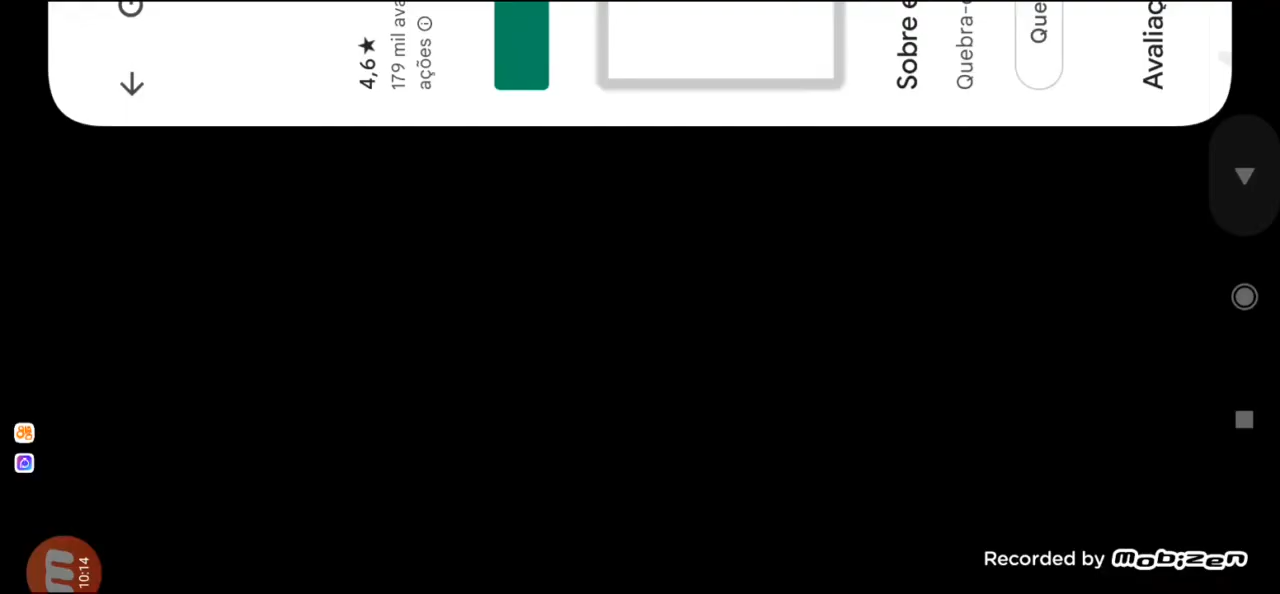 4,6★
179 mil ava
ações ⓘ
Sobre e
Quebra-
Que
Avaliaç
10:14
Recorded by mobizen